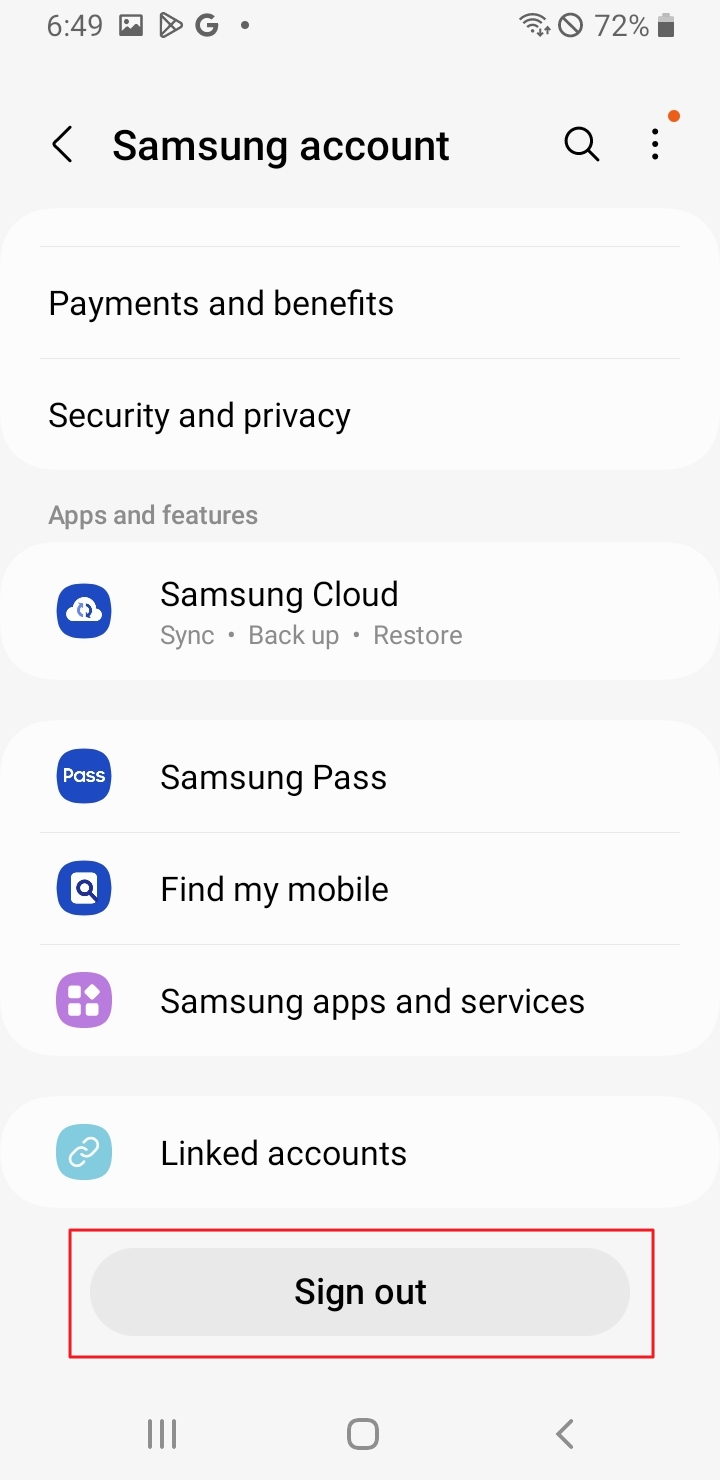 6:49 G 72%
Samsung account
Payments and benefits
Security and privacy
Apps and features
Samsung Cloud
Sync • Back up • Restore
Pass Samsung Pass
Find my mobile
Samsung apps and services
Linked accounts
Sign out